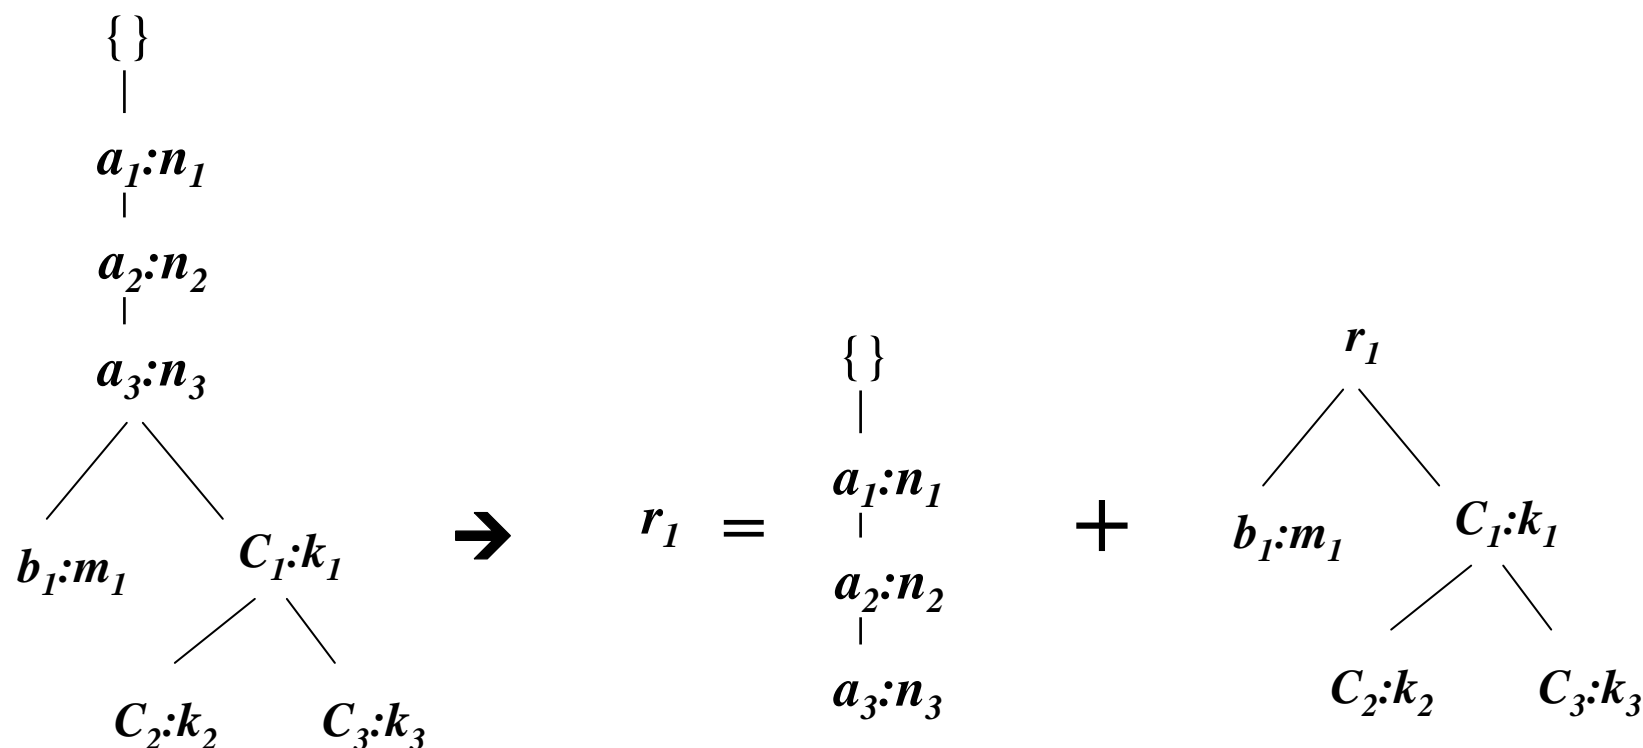 {}
a₁:n₁
a₂:n₂
a₃:n₃
b₁:m₁ C₁:k₁
C₂:k₂ C₃:k₃
➔
r₁ =
{}
a₁:n₁
a₂:n₂
a₃:n₃
+
r₁
b₁:m₁ C₁:k₁
C₂:k₂ C₃:k₃